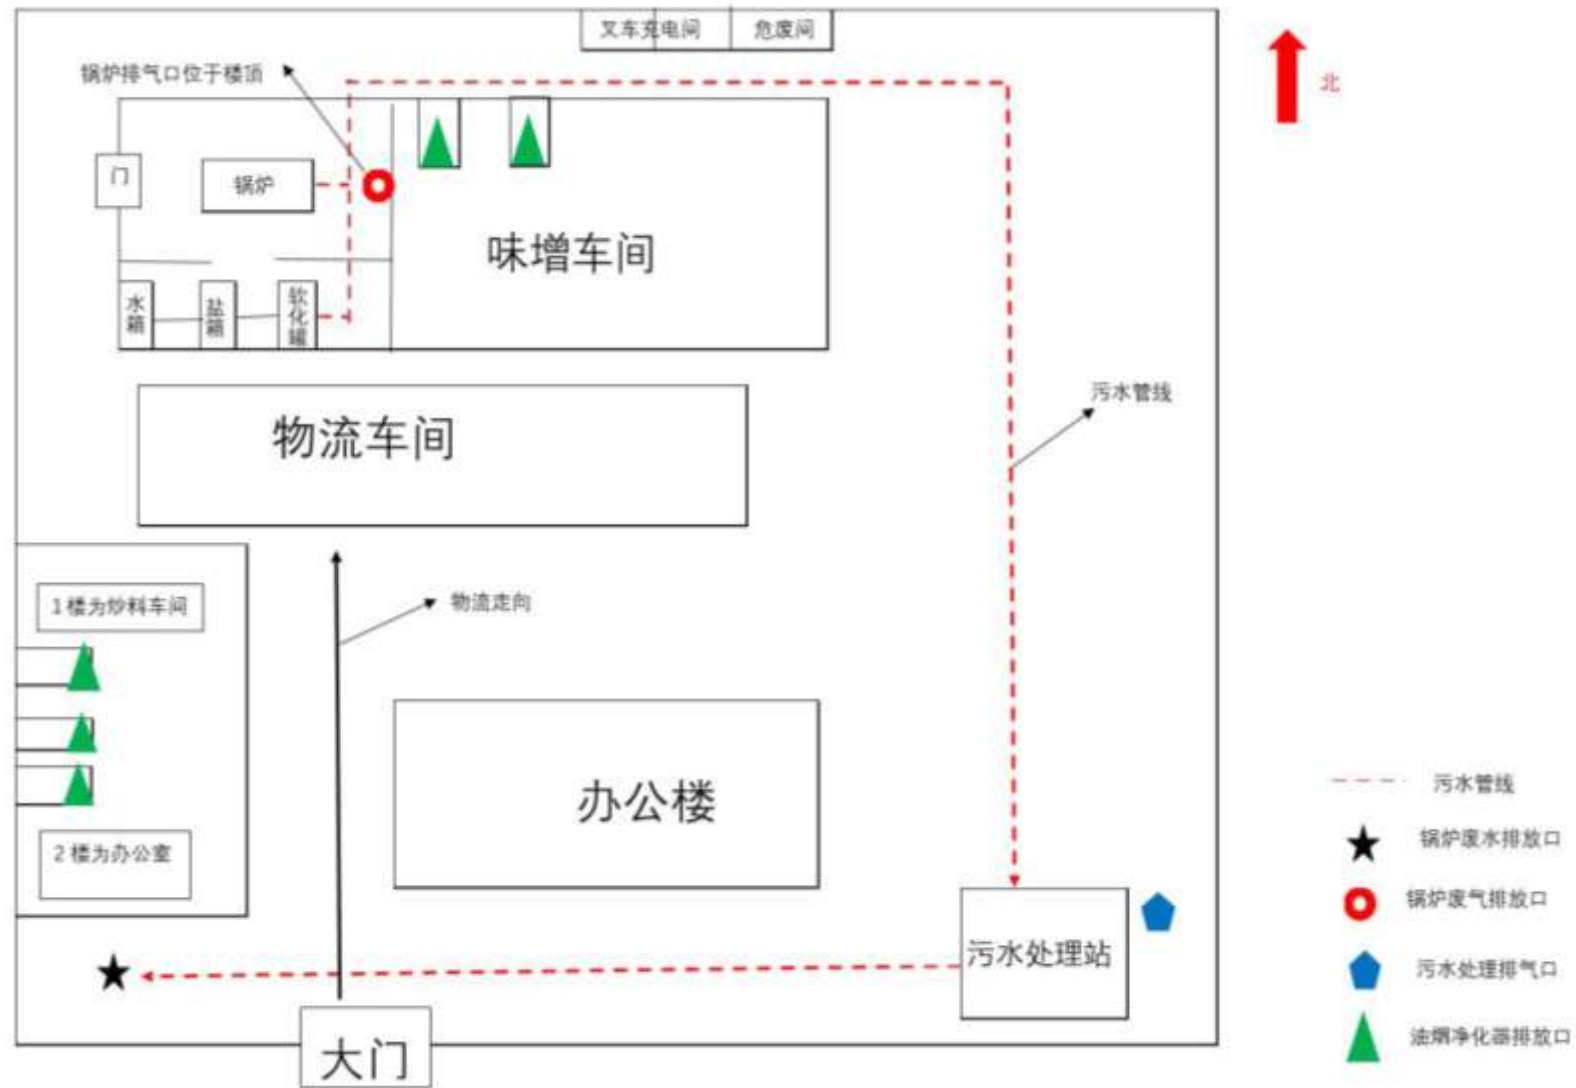 叉车充电间
危废间
锅炉排气口位于楼顶
北
门
锅炉
味增车间
水箱
盐箱
软化罐
污水管线
物流车间
1楼为炒料车间
物流走向
办公楼
2楼为办公室
污水处理站
大门
污水管线
锅炉废水排放口
锅炉废气排放口
污水处理排气口
油烟净化器排放口